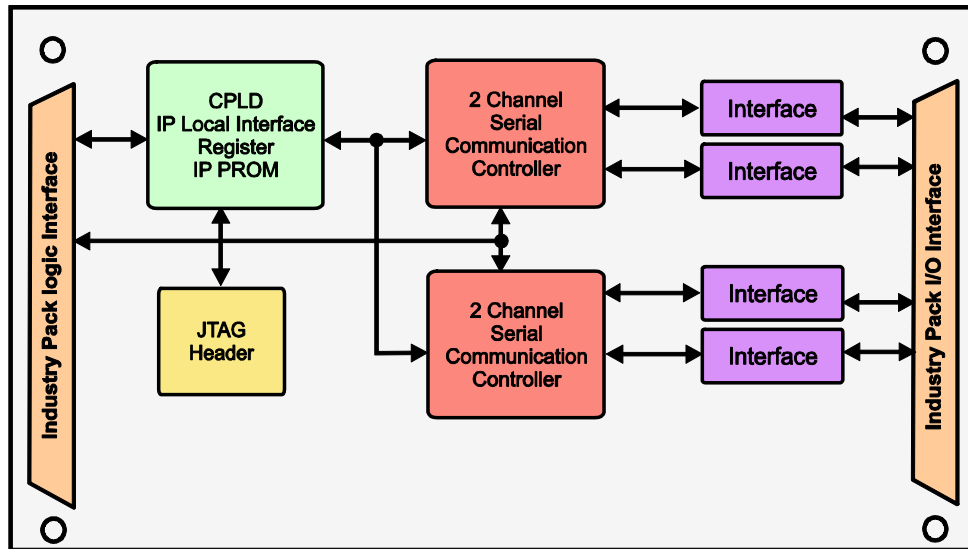 Industry Pack logic Interface
CPLD
IP Local Interface
Register
IP PROM
JTAG
Header
2 Channel
Serial
Communication
Controller
2 Channel
Serial
Communication
Controller
Interface
Interface
Interface
Interface
Industry Pack I/O Interface